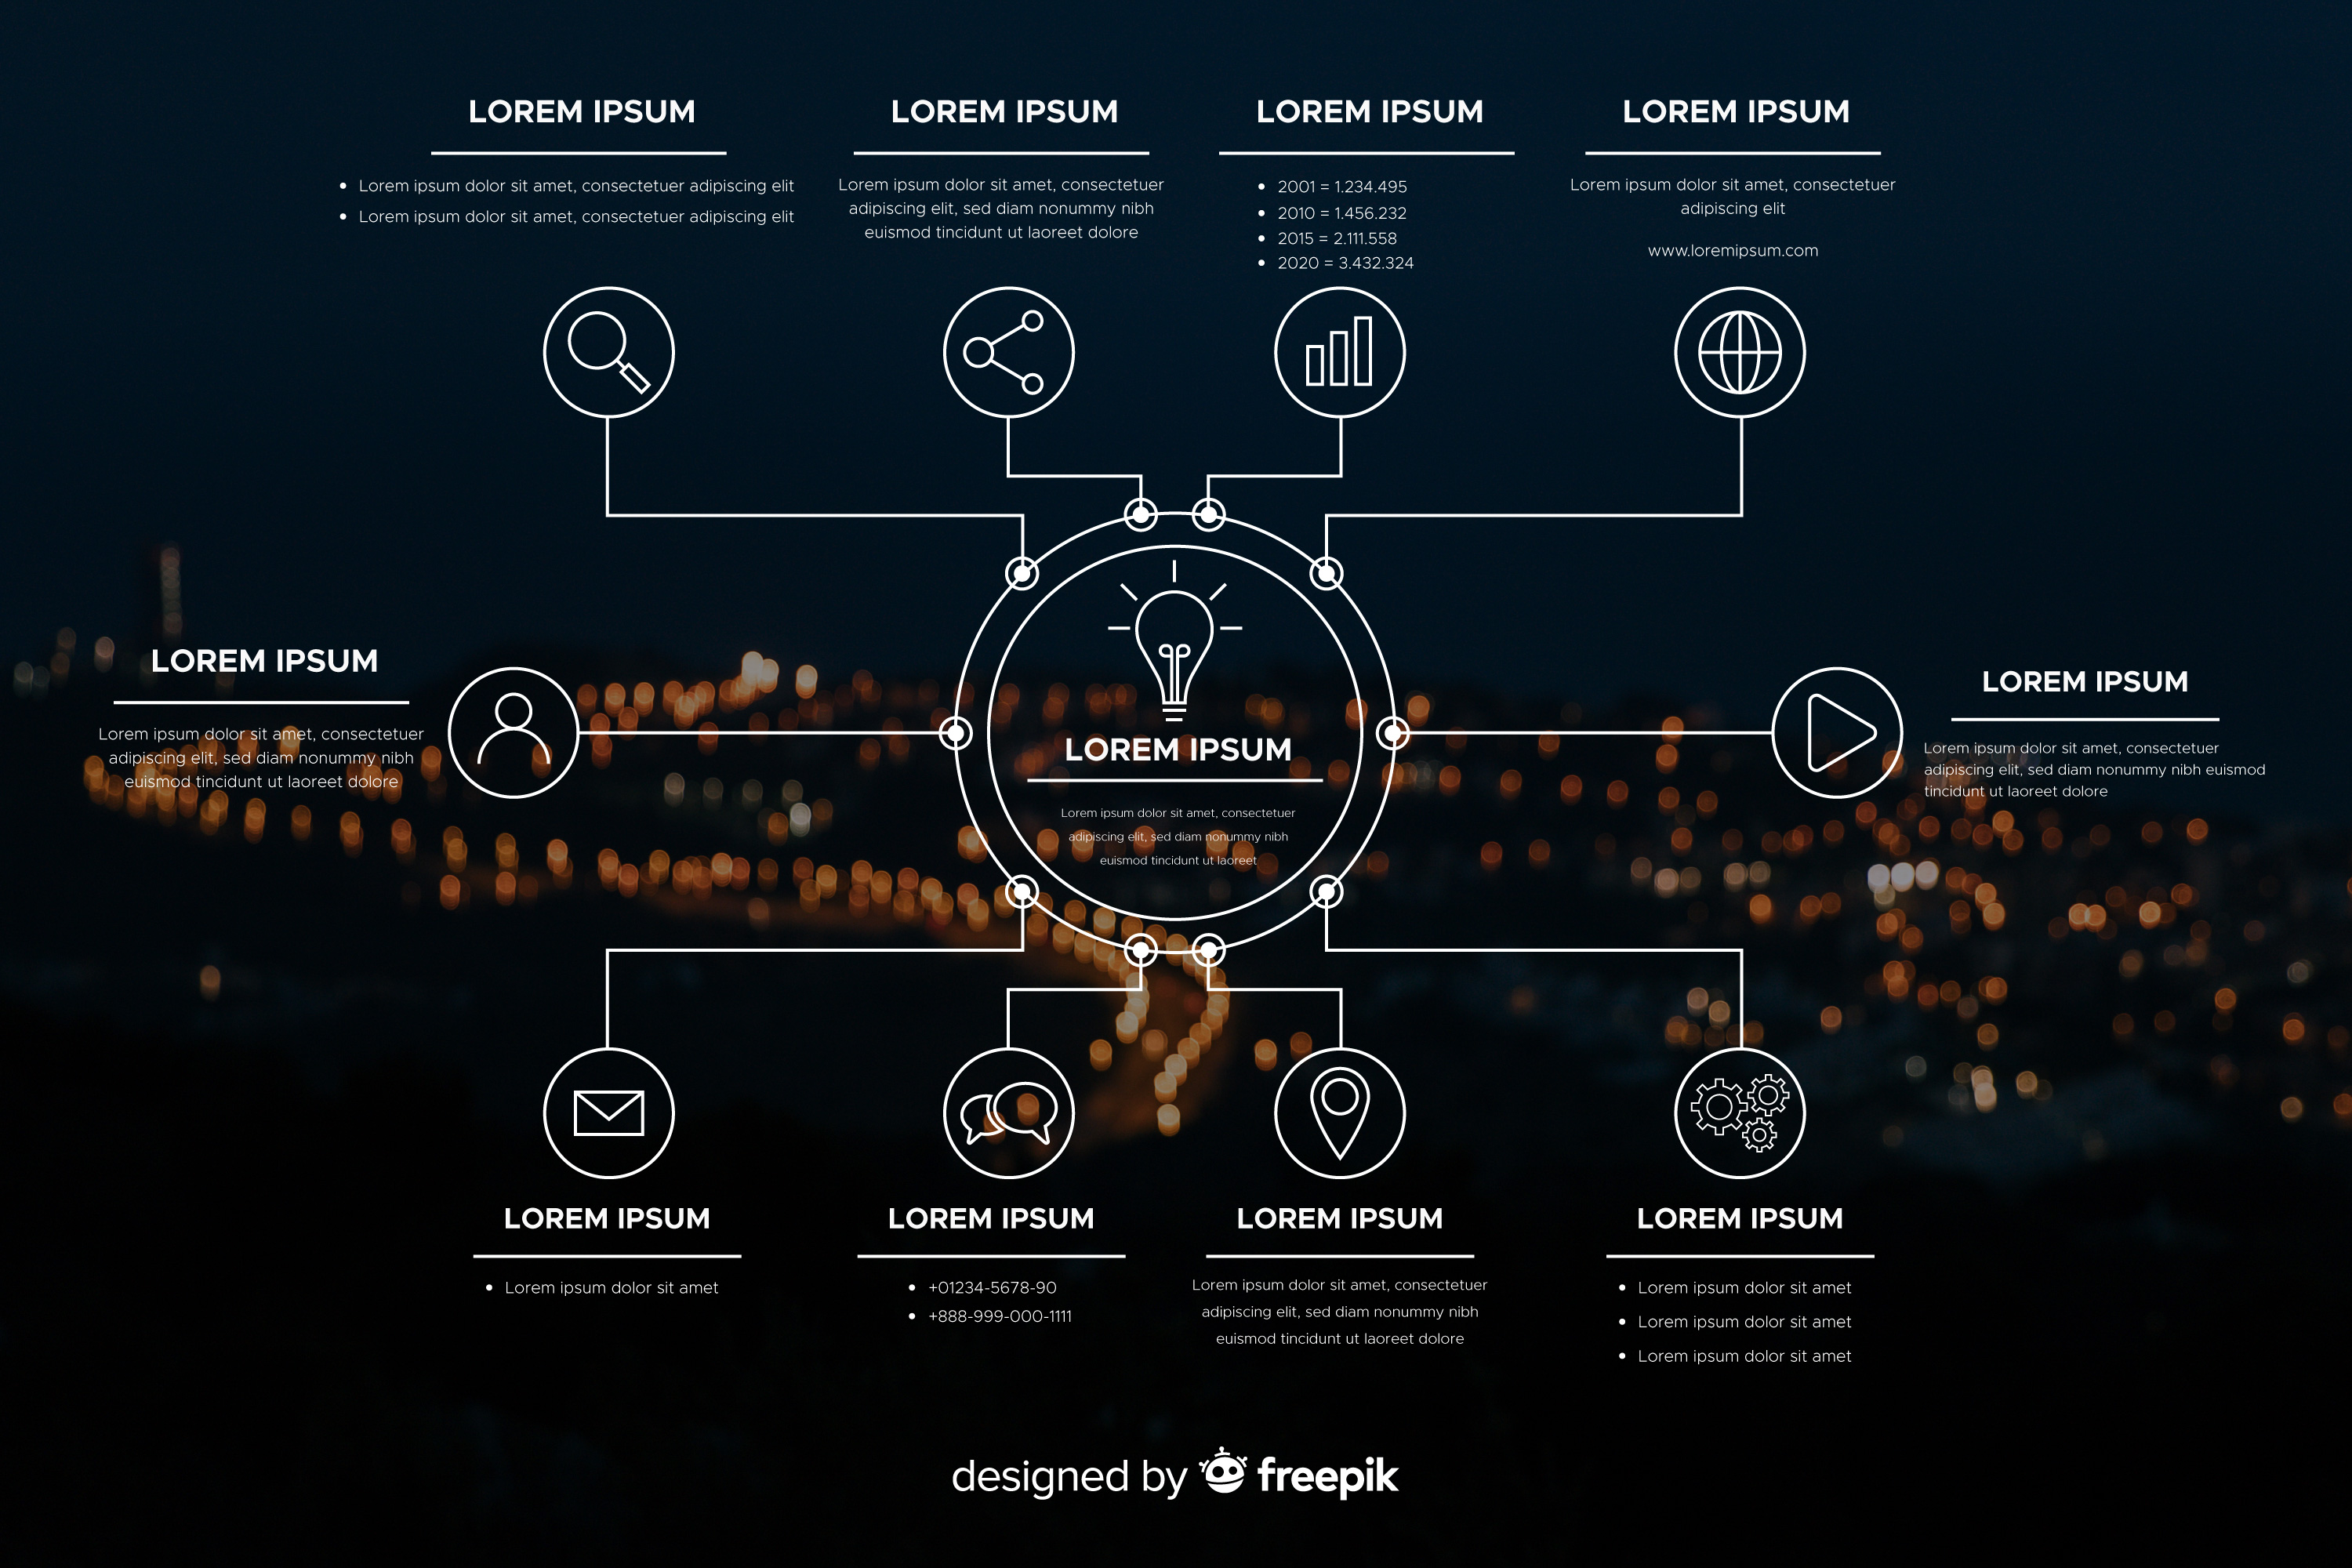 LOREM IPSUM
• Lorem ipsum dolor sit amet, consectetuer adipiscing elit
• Lorem ipsum dolor sit amet, consectetuer adipiscing elit
LOREM IPSUM
Lorem ipsum dolor sit amet, consectetuer
adipiscing elit, sed diam nonummy nibh
euismod tincidunt ut laoreet dolore
LOREM IPSUM
• 2001 = 1.234.495
• 2010 = 1.456.232
• 2015 = 2.111.558
• 2020 = 3.432.324
LOREM IPSUM
Lorem ipsum dolor sit amet, consectetuer
adipiscing elit
www.loremipsum.com
LOREM IPSUM
Lorem ipsum dolor sit amet, consectetuer
adipiscing elit, sed diam nonummy nibh
euismod tincidunt ut laoreet dolore
LOREM IPSUM
Lorem ipsum dolor sit amet, consectetuer
adipiscing elit, sed diam nonummy nibh
euismod tincidunt ut laoreet
LOREM IPSUM
Lorem ipsum dolor sit amet, consectetuer
adipiscing elit, sed diam nonummy nibh euismod
tincidunt ut laoreet dolore
LOREM IPSUM
• Lorem ipsum dolor sit amet
LOREM IPSUM
• +01234-5678-90
• +888-999-000-1111
LOREM IPSUM
Lorem ipsum dolor sit amet, consectetuer
adipiscing elit, sed diam nonummy nibh
euismod tincidunt ut laoreet dolore
LOREM IPSUM
• Lorem ipsum dolor sit amet
• Lorem ipsum dolor sit amet
• Lorem ipsum dolor sit amet
designed by freepik